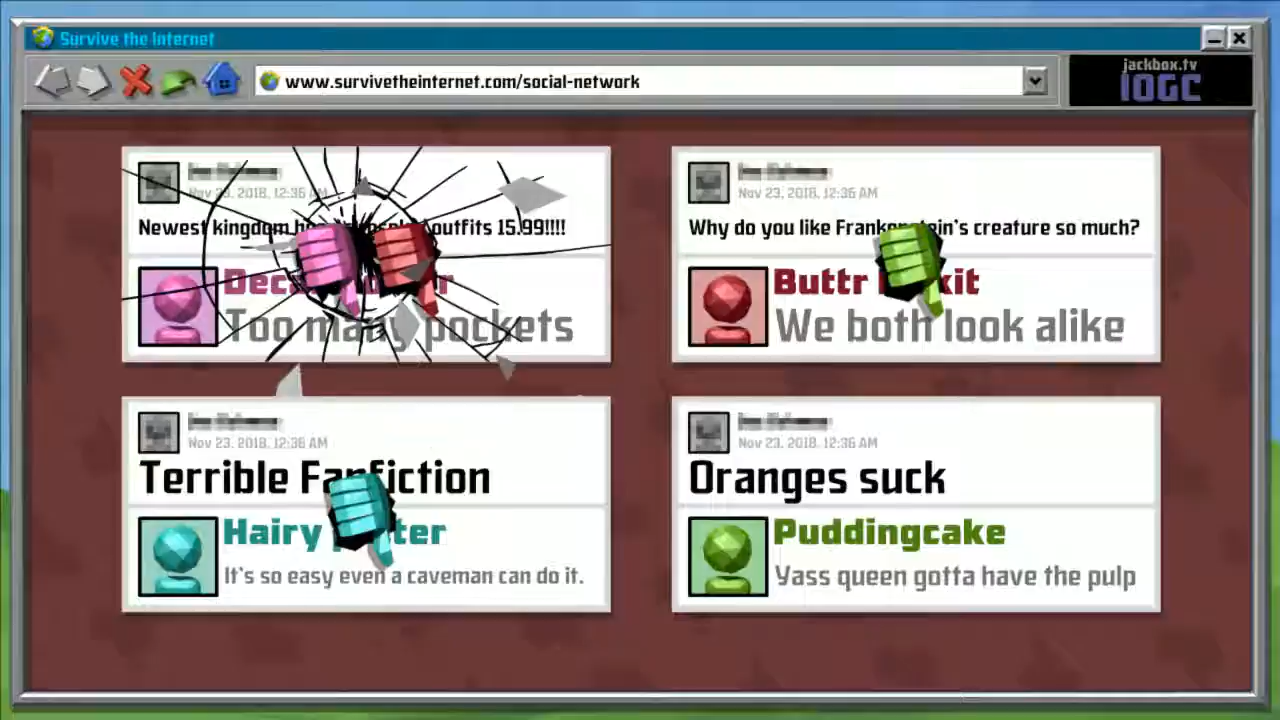 Survive the Internet
www.survivetheinternet.com/social-network
jackbox.tv
IOGC
Nov 23, 2018, 12:36 AM
Newest kingdom outfits 15.99!!!!
Too many pockets
Nov 23, 2018, 12:36 AM
Why do you like Frankenstein's creature so much?
Buttr
We both look alike
Nov 23, 2018, 12:36 AM
Terrible Fanfiction
Hairy
It's so easy even a caveman can do it.
Nov 23, 2018, 12:36 AM
Oranges suck
Puddingcake
Yass queen gotta have the pulp